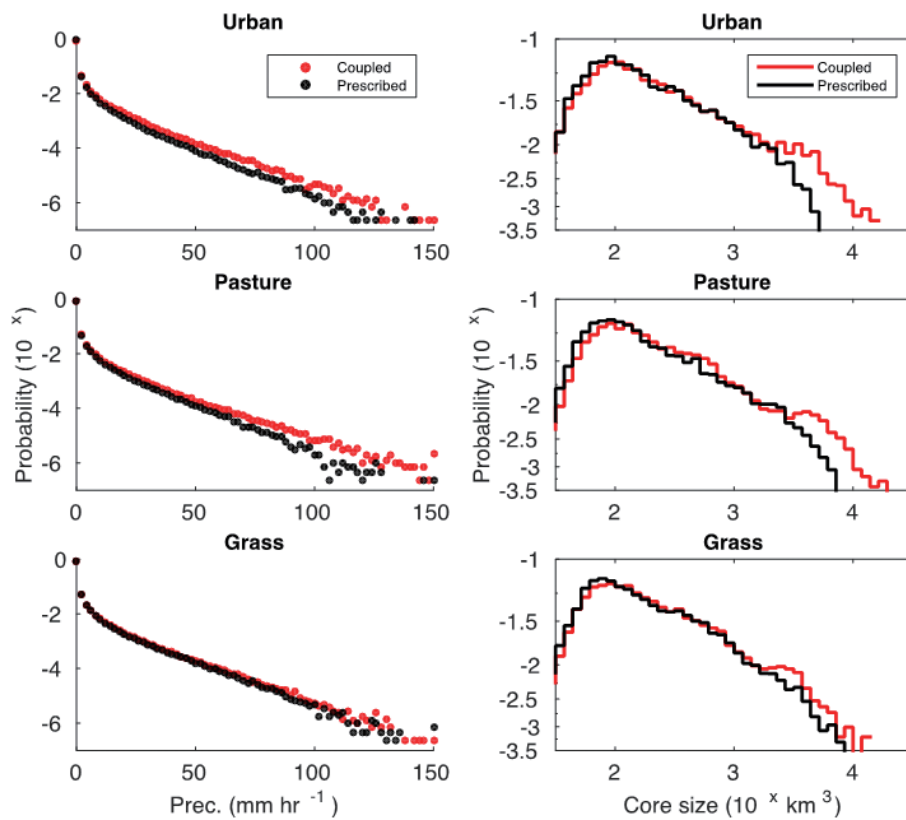 Urban
0
-2
-4
-6
0 50 100 150
Coupled
Prescribed
Urban
-1
-1.5
-2
-2.5
-3
-3.5
2 3 4
Coupled
Prescribed
Pasture
Probability (10 x)
0
-2
-4
-6
0 50 100 150
Pasture
Probability (10 x)
-1
-1.5
-2
-2.5
-3
-3.5
2 3 4
Grass
0
-2
-4
-6
0 50 100 150
Prec. (mm hr -1)
Grass
-1
-1.5
-2
-2.5
-3
-3.5
2 3 4
Core size (10 x km 3)